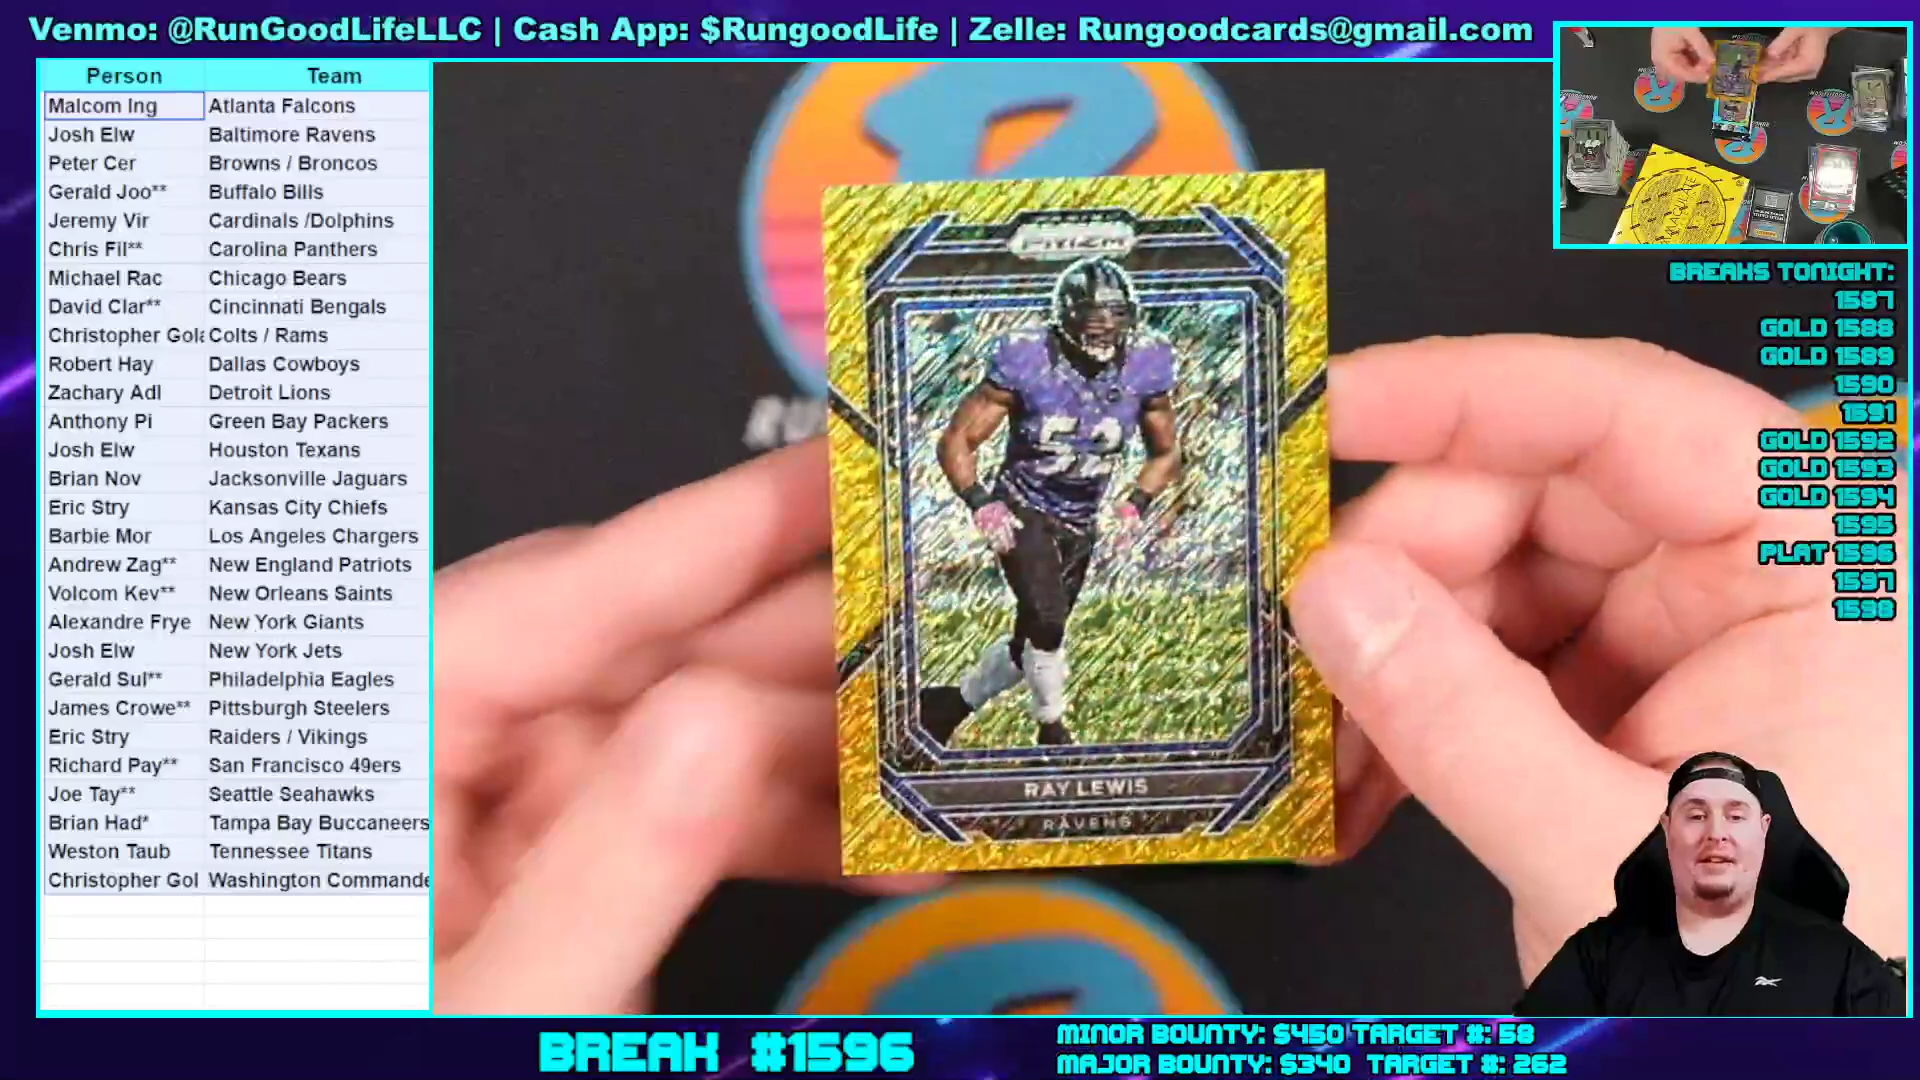 Venmo: @RunGoodLifeLLC | Cash App: $RungoodLife | Zelle: Rungoodcards@gmail.com
Person Team
Malcom Ing Atlanta Falcons
Josh Elw Baltimore Ravens
Peter Cer Browns / Broncos
Gerald Joo** Buffalo Bills
Jeremy Vir Cardinals /Dolphins
Chris Fil** Carolina Panthers
Michael Rac Chicago Bears
David Clar** Cincinnati Bengals
Christopher Gola Colts / Rams
Robert Hay Dallas Cowboys
Zachary Adl Detroit Lions
Anthony Pi Green Bay Packers
Josh Elw Houston Texans
Brian Nov Jacksonville Jaguars
Eric Stry Kansas City Chiefs
Barbie Mor Los Angeles Chargers
Andrew Zag** New England Patriots
Volcom Kev** New Orleans Saints
Alexandre Frye New York Giants
Josh Elw New York Jets
Gerald Sul** Philadelphia Eagles
James Crowe** Pittsburgh Steelers
Eric Stry Raiders / Vikings
Richard Pay** San Francisco 49ers
Joe Tay** Seattle Seahawks
Brian Had* Tampa Bay Buccaneers
Weston Taub Tennessee Titans
Christopher Gol Washington Commande
PRIZM
52
RAY LEWIS
RAVENS
IMMACULATE
BREAKS TONIGHT:
1587
GOLD 1588
GOLD 1589
1590
1591
GOLD 1592
GOLD 1593
GOLD 1594
1595
PLAT 1596
1597
1598
BREAK #1596
MINOR BOUNTY: $450 TARGET #: 58
MAJOR BOUNTY: $340 TARGET #: 262